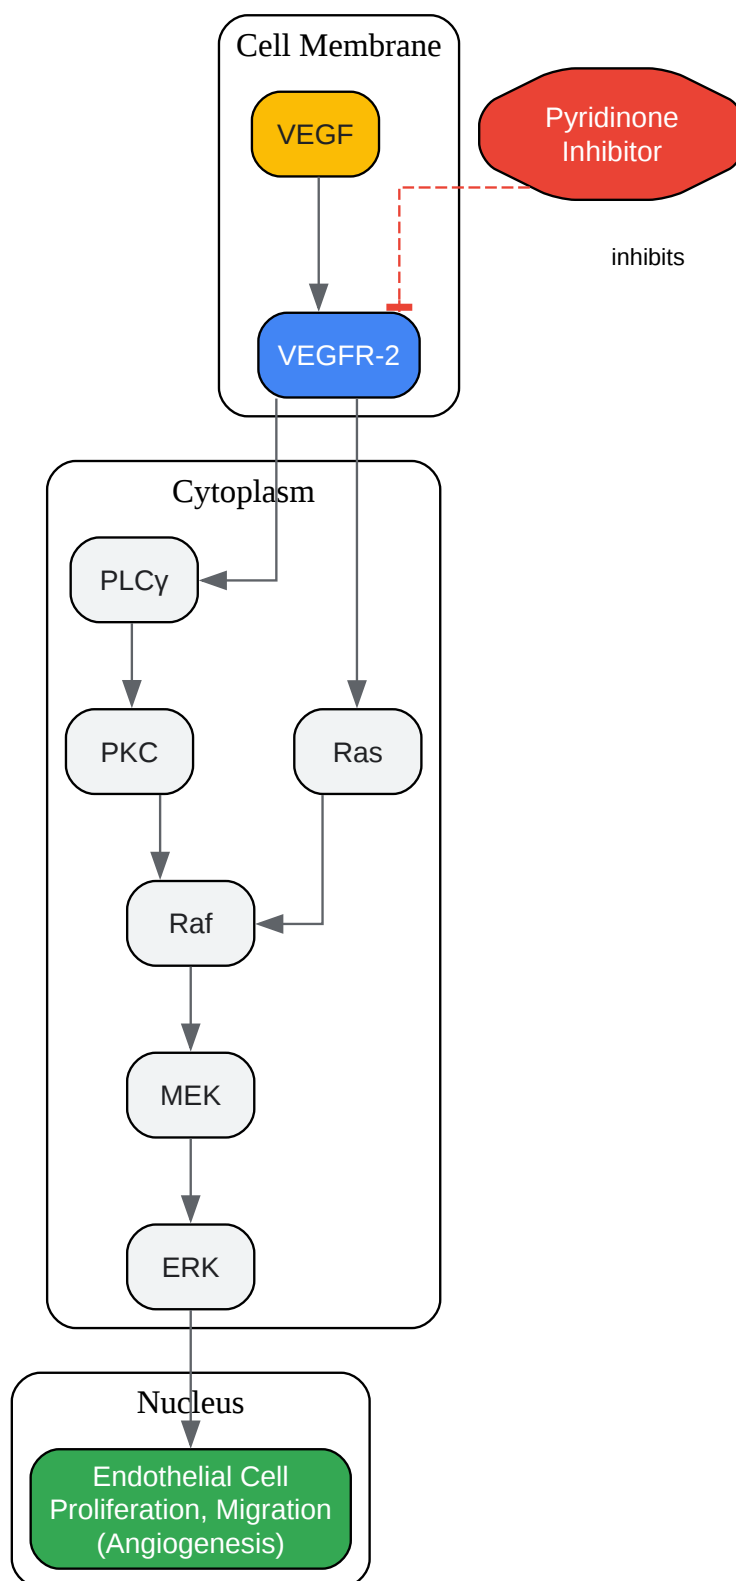 Cell Membrane
VEGF
Pyridinone
Inhibitor
inhibits
VEGFR-2
Cytoplasm
PLCγ
PKC
Ras
Raf
MEK
ERK
Nucleus
Endothelial Cell
Proliferation, Migration
(Angiogenesis)